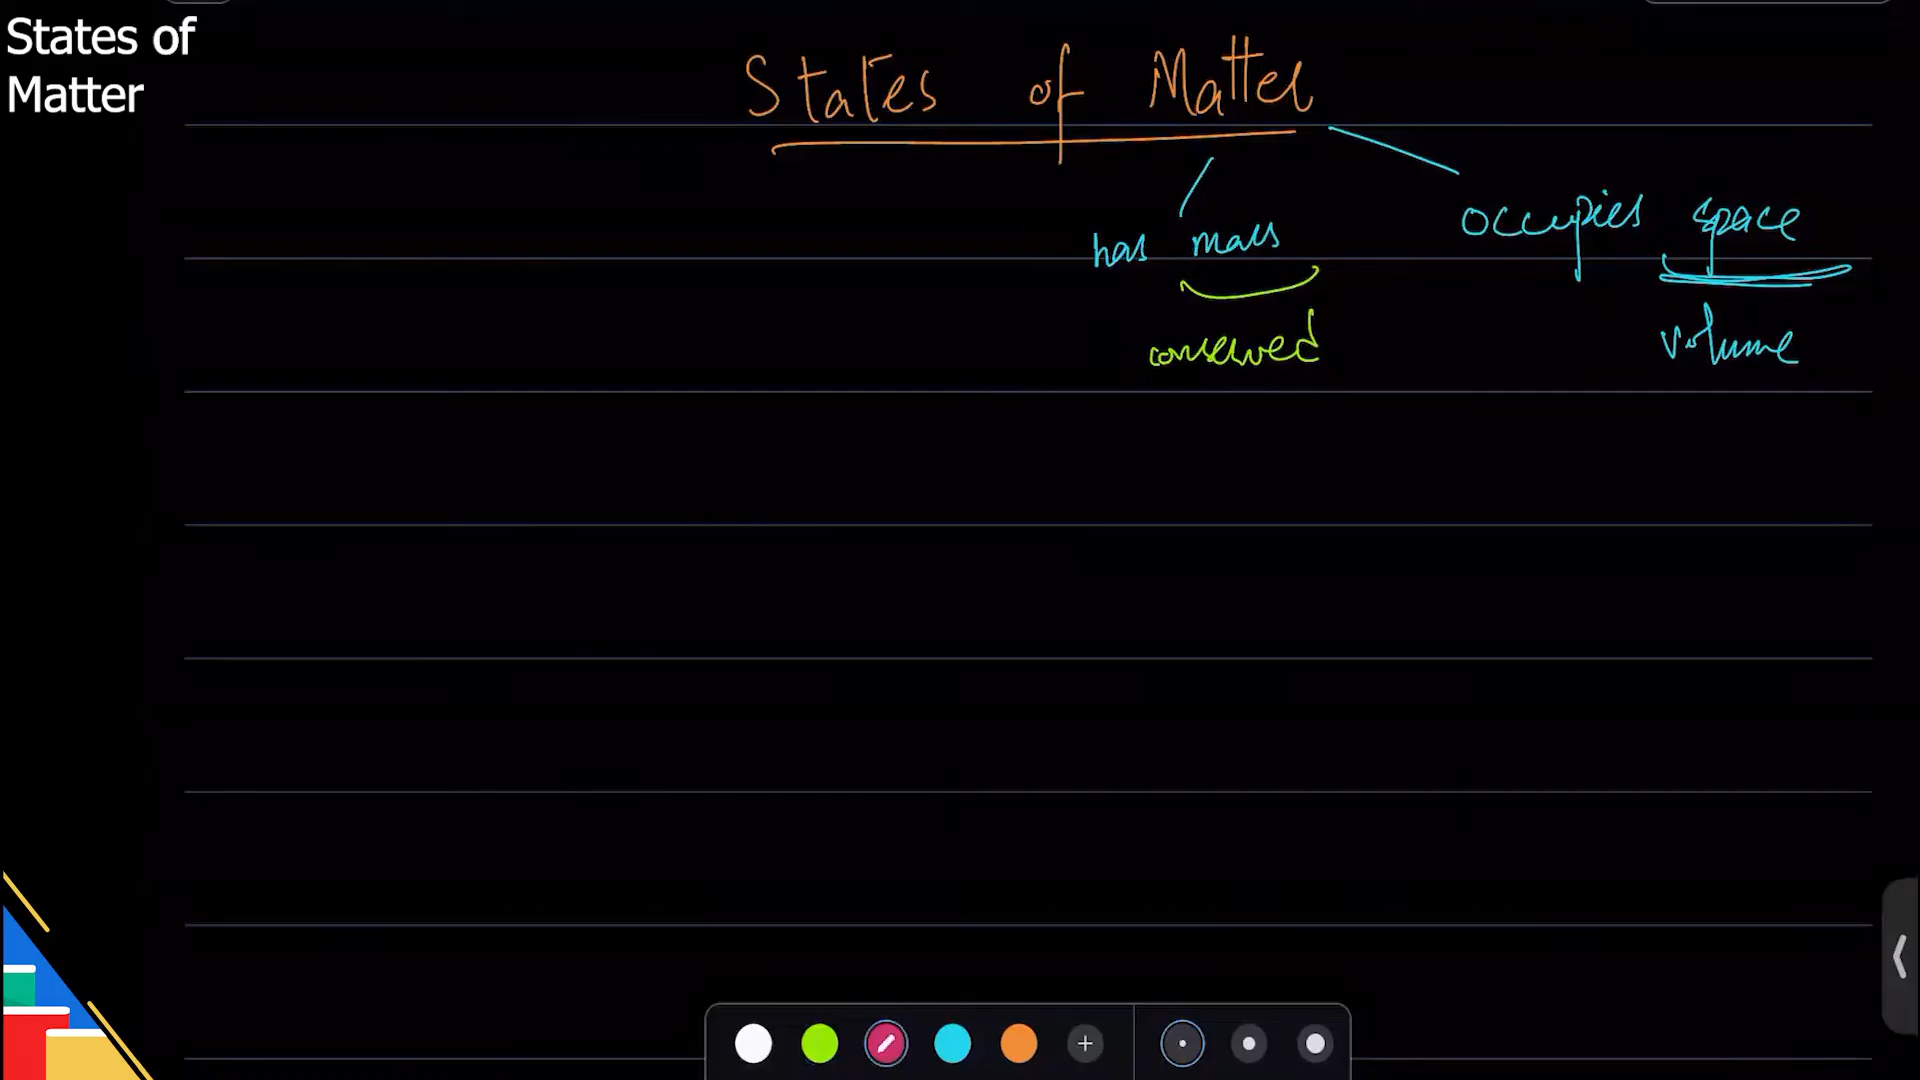 States of
Matter
States of Matter
has mass
occupies space
conserved
volume